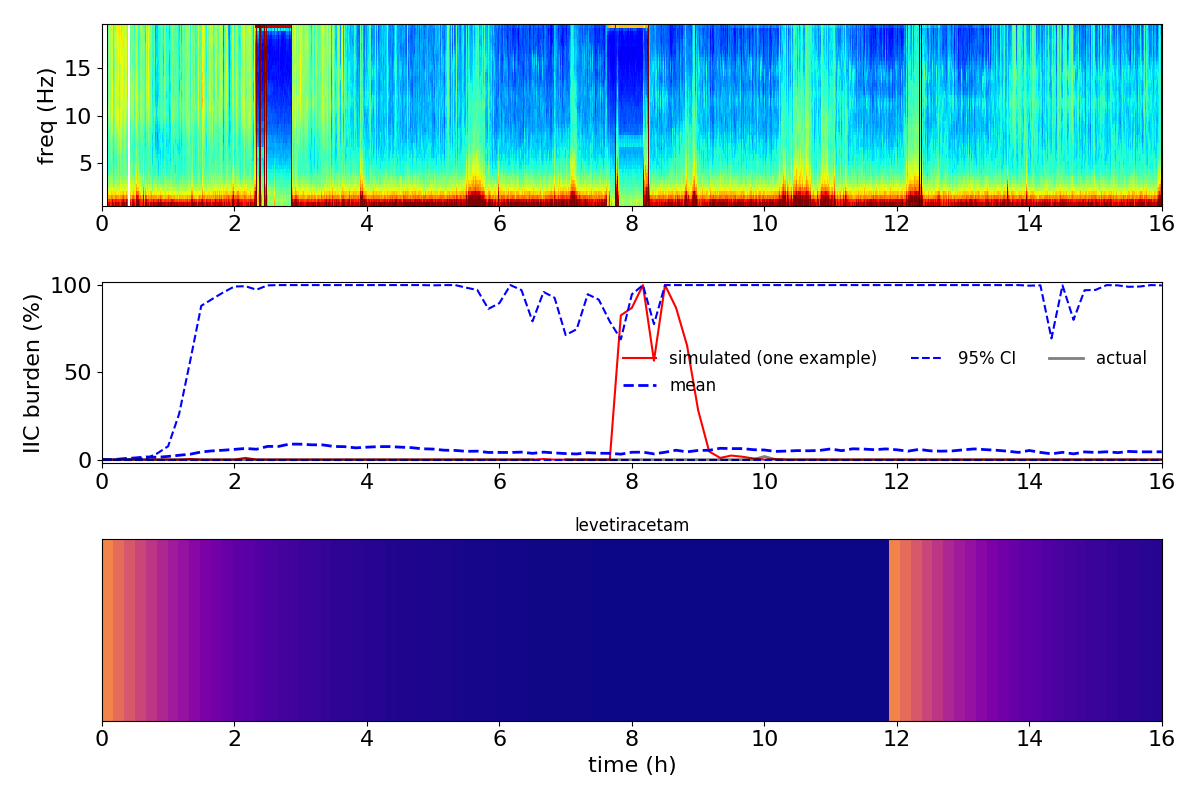 freq (Hz)
15
10
5
0 2 4 6 8 10 12 14 16
IIC burden (%)
100
50
0
simulated (one example) 95% CI actual
mean
0 2 4 6 8 10 12 14 16
levetiracetam
0 2 4 6 8 10 12 14 16
time (h)